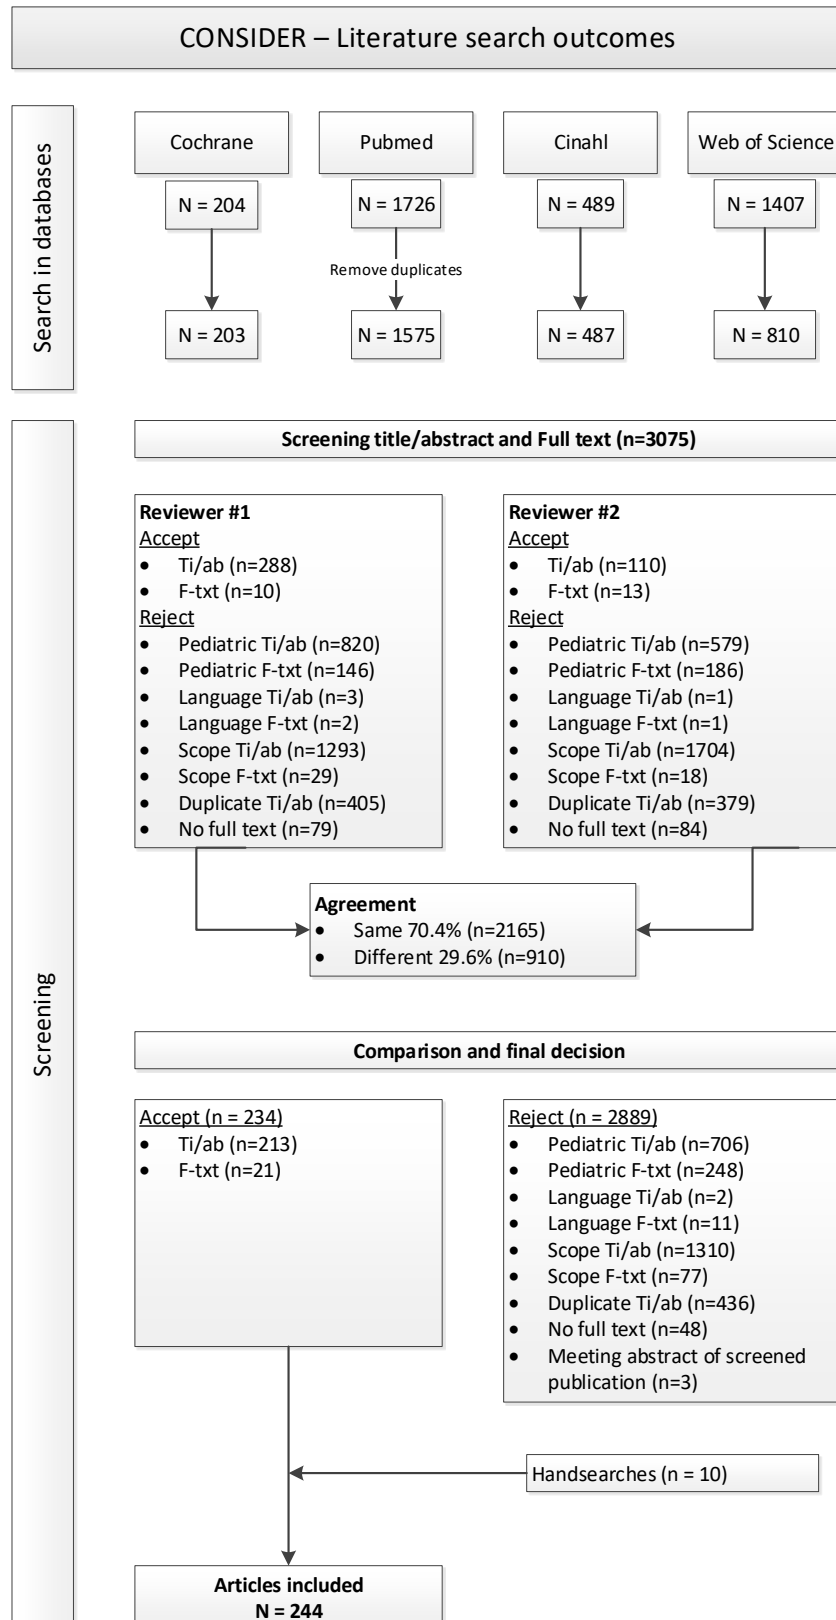 CONSIDER – Literature search outcomes
Search in databases
Cochrane
Pubmed
Cinahl
Web of Science
N = 204
N = 1726
N = 489
N = 1407
Remove duplicates
N = 203
N = 1575
N = 487
N = 810
Screening
Screening title/abstract and Full text (n=3075)
Reviewer #1
Accept
• Ti/ab (n=288)
• F-txt (n=10)
Reject
• Pediatric Ti/ab (n=820)
• Pediatric F-txt (n=146)
• Language Ti/ab (n=3)
• Language F-txt (n=2)
• Scope Ti/ab (n=1293)
• Scope F-txt (n=29)
• Duplicate Ti/ab (n=405)
• No full text (n=79)
Reviewer #2
Accept
• Ti/ab (n=110)
• F-txt (n=13)
Reject
• Pediatric Ti/ab (n=579)
• Pediatric F-txt (n=186)
• Language Ti/ab (n=1)
• Language F-txt (n=1)
• Scope Ti/ab (n=1704)
• Scope F-txt (n=18)
• Duplicate Ti/ab (n=379)
• No full text (n=84)
Agreement
• Same 70.4% (n=2165)
• Different 29.6% (n=910)
Comparison and final decision
Accept (n = 234)
• Ti/ab (n=213)
• F-txt (n=21)
Reject (n = 2889)
• Pediatric Ti/ab (n=706)
• Pediatric F-txt (n=248)
• Language Ti/ab (n=2)
• Language F-txt (n=11)
• Scope Ti/ab (n=1310)
• Scope F-txt (n=77)
• Duplicate Ti/ab (n=436)
• No full text (n=48)
• Meeting abstract of screened
publication (n=3)
Handsearches (n = 10)
Articles included
N = 244